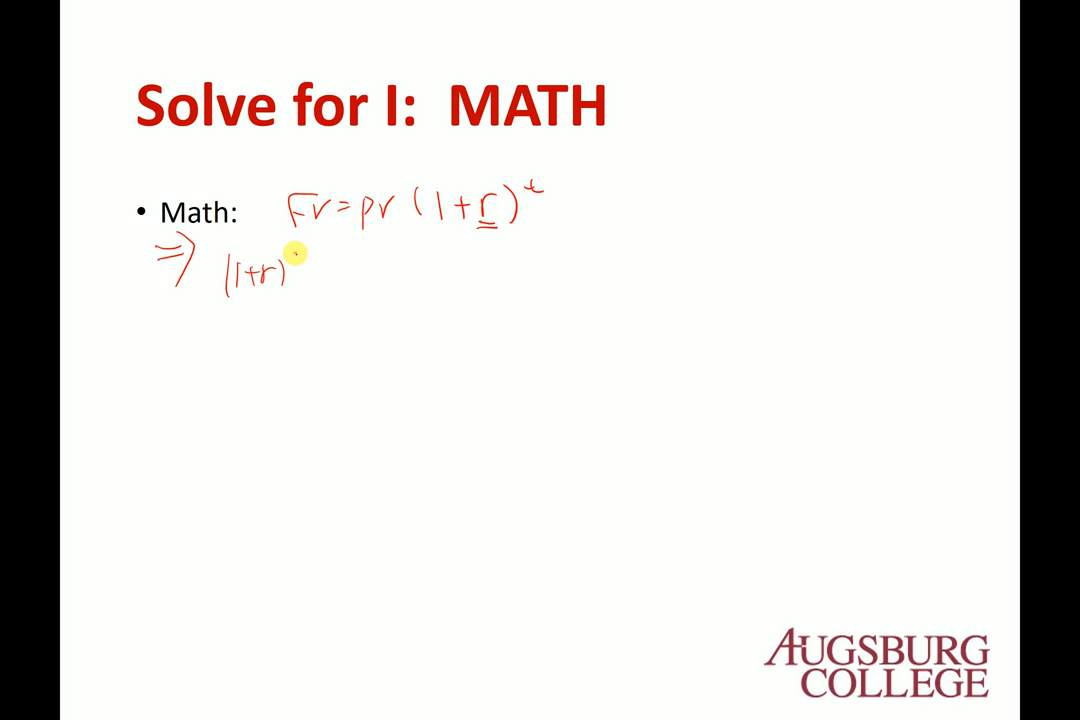 Solve for I: MATH
• Math: FV = PV (1 + r)^t
⇒ (1+r)
AUGSBURG
COLLEGE